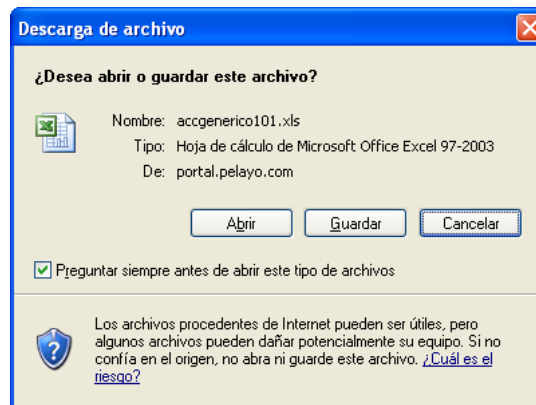 Descarga de archivo
¿Desea abrir o guardar este archivo?
Nombre: accgenerico101.xls
Tipo: Hoja de cálculo de Microsoft Office Excel 97-2003
De: portal.pelayo.com
Abrir Guardar Cancelar
Preguntar siempre antes de abrir este tipo de archivos
Los archivos procedentes de Internet pueden ser útiles, pero
algunos archivos pueden dañar potencialmente su equipo. Si no
confía en el origen, no abra ni guarde este archivo. ¿Cuál es el
riesgo?